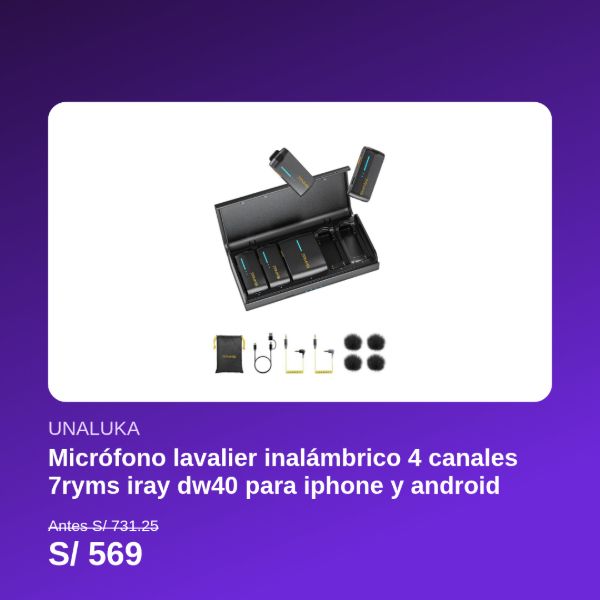 UNALUKA
Micrófono lavalier inalámbrico 4 canales
7ryms iray dw40 para iphone y android
Antes S/ 731.25
S/ 569